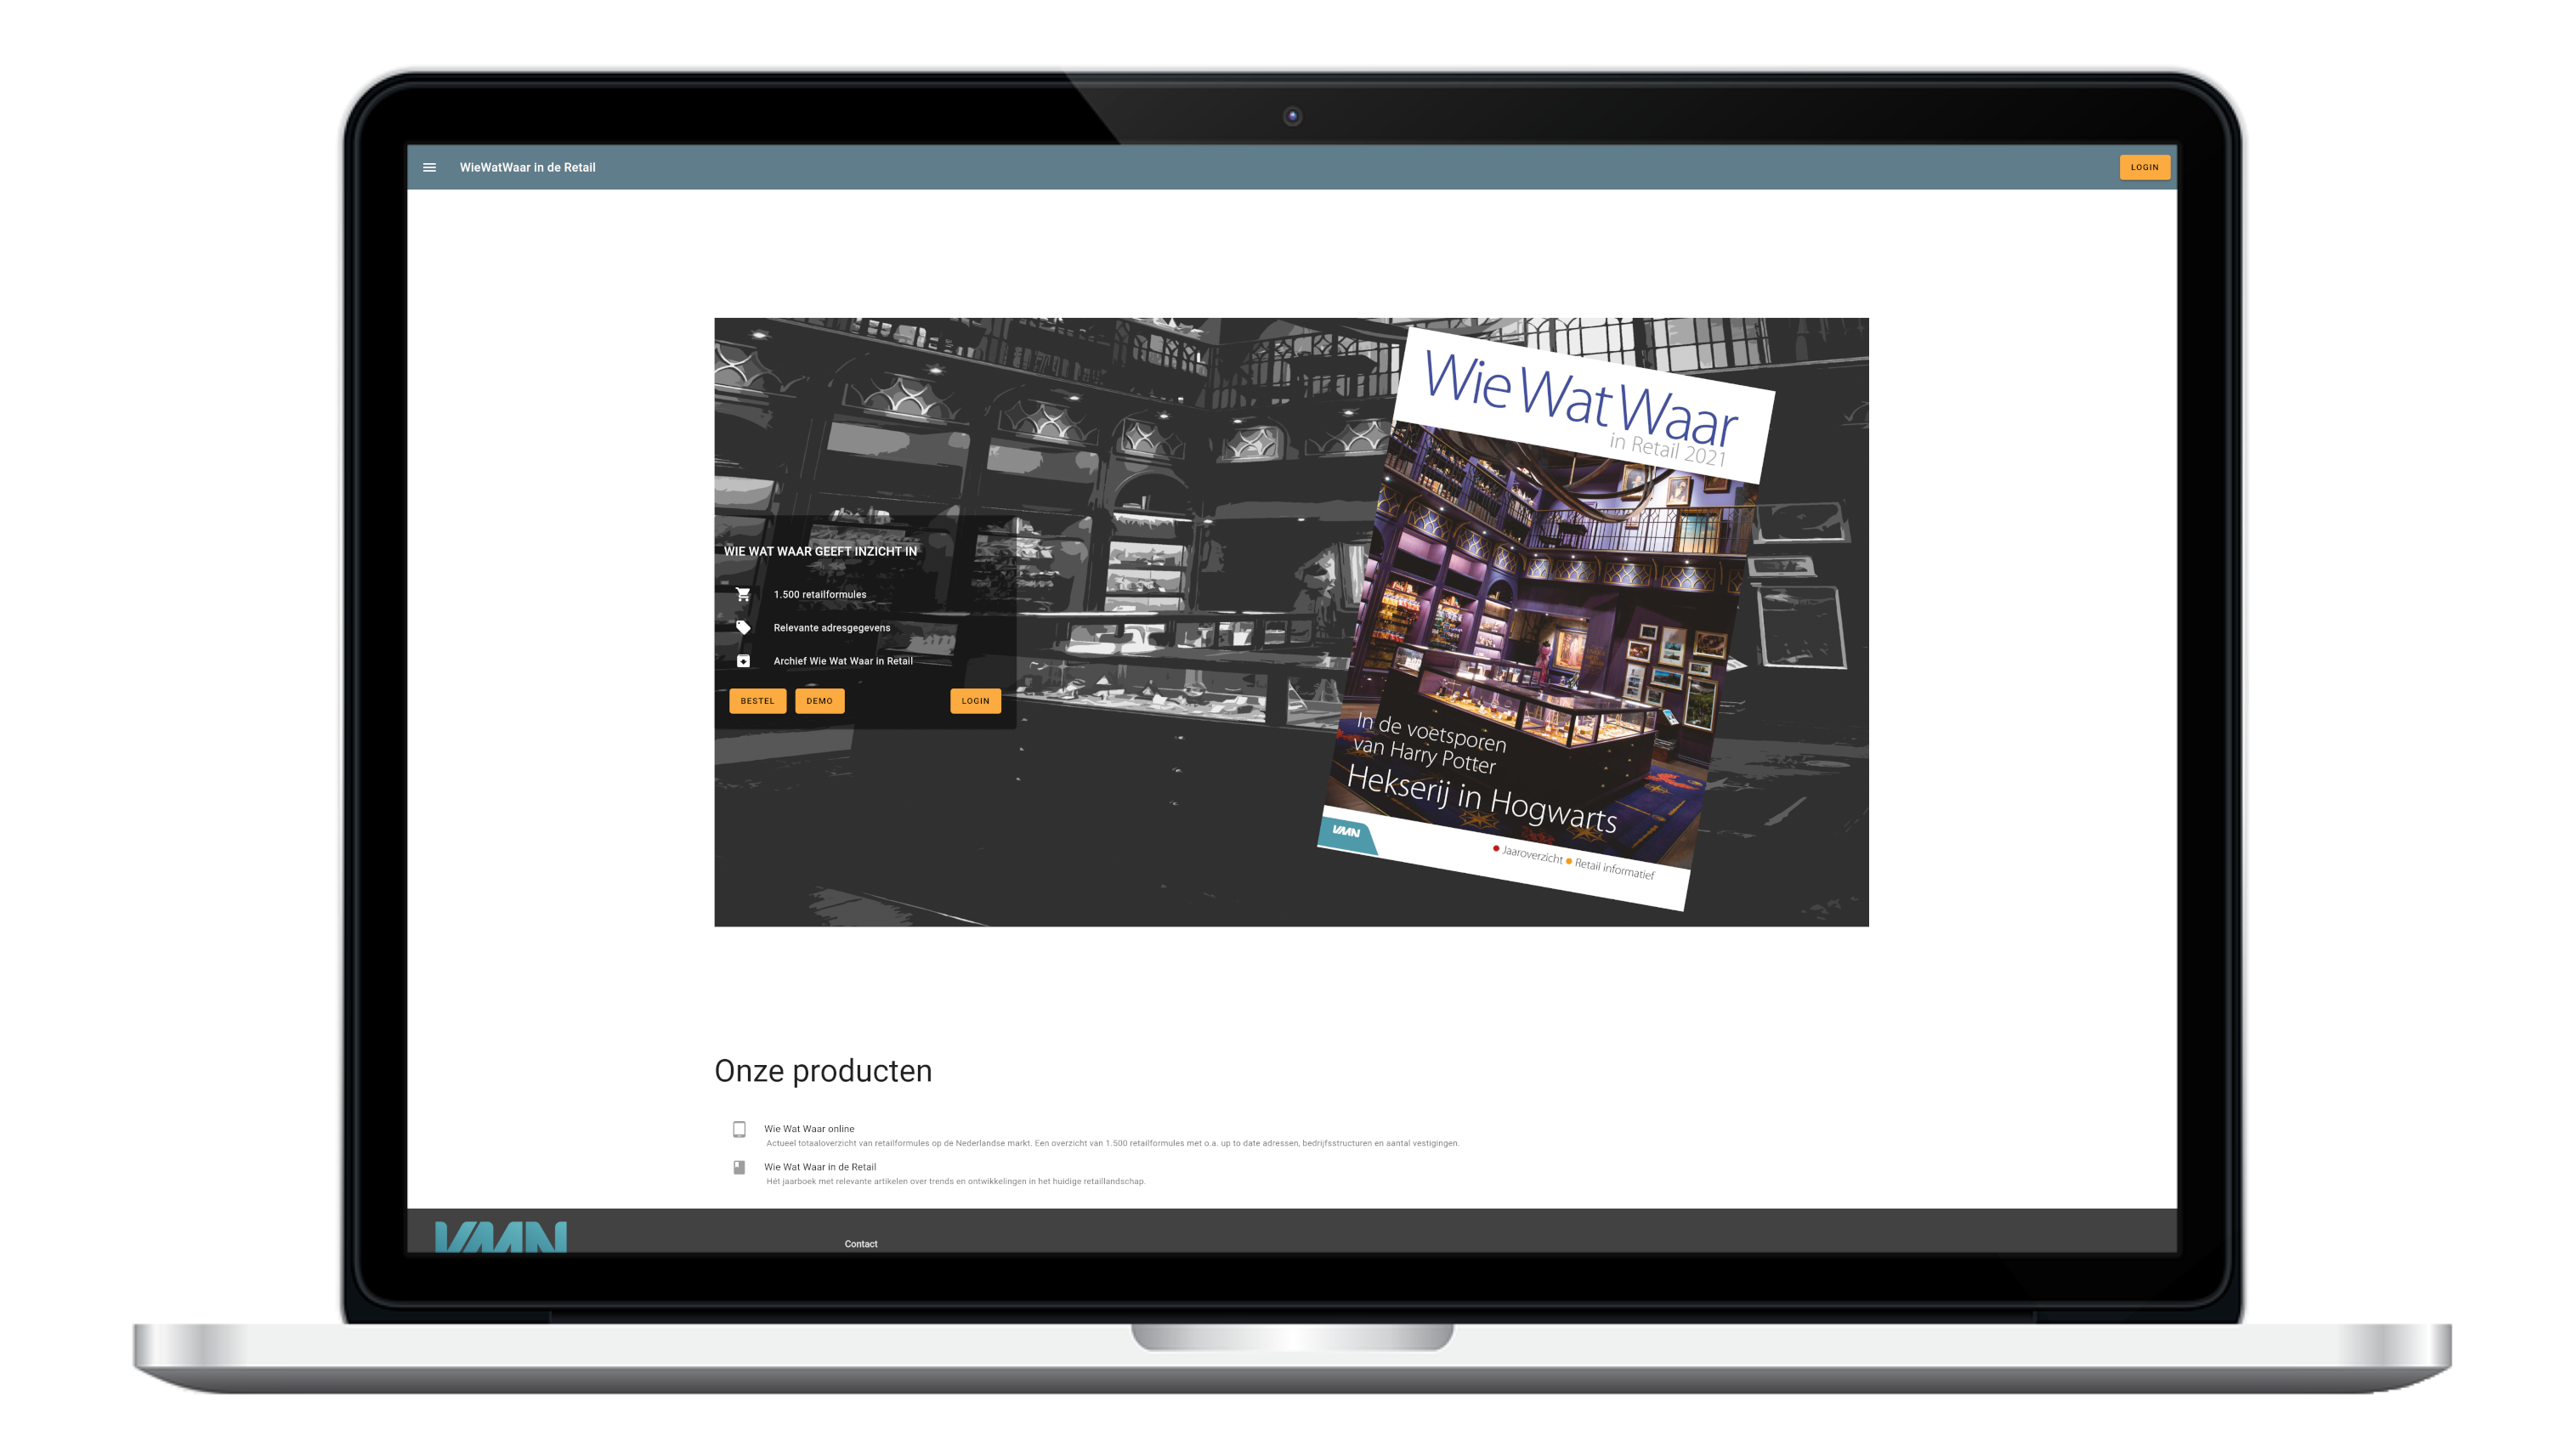 WieWatWaar in de Retail
LOGIN
WIE WAT WAAR GEEFT INZICHT IN
1.500 retailformules
Relevante adresgegevens
Archief Wie Wat Waar in Retail
BESTEL DEMO LOGIN
Wie Wat Waar
in Retail 2021
In de voetsporen
van Harry Potter
Hekserij in Hogwarts
VMN
Jaaroverzicht Retail informatief
Onze producten
Wie Wat Waar online
Actueel totaaloverzicht van retailformules op de Nederlandse markt. Een overzicht van 1.500 retailformules met o.a. up to date adressen, bedrijfsstructuren en aantal vestigingen.
Wie Wat Waar in de Retail
Hét jaarboek met relevante artikelen over trends en ontwikkelingen in het huidige retaillandschap.
VMN
Contact